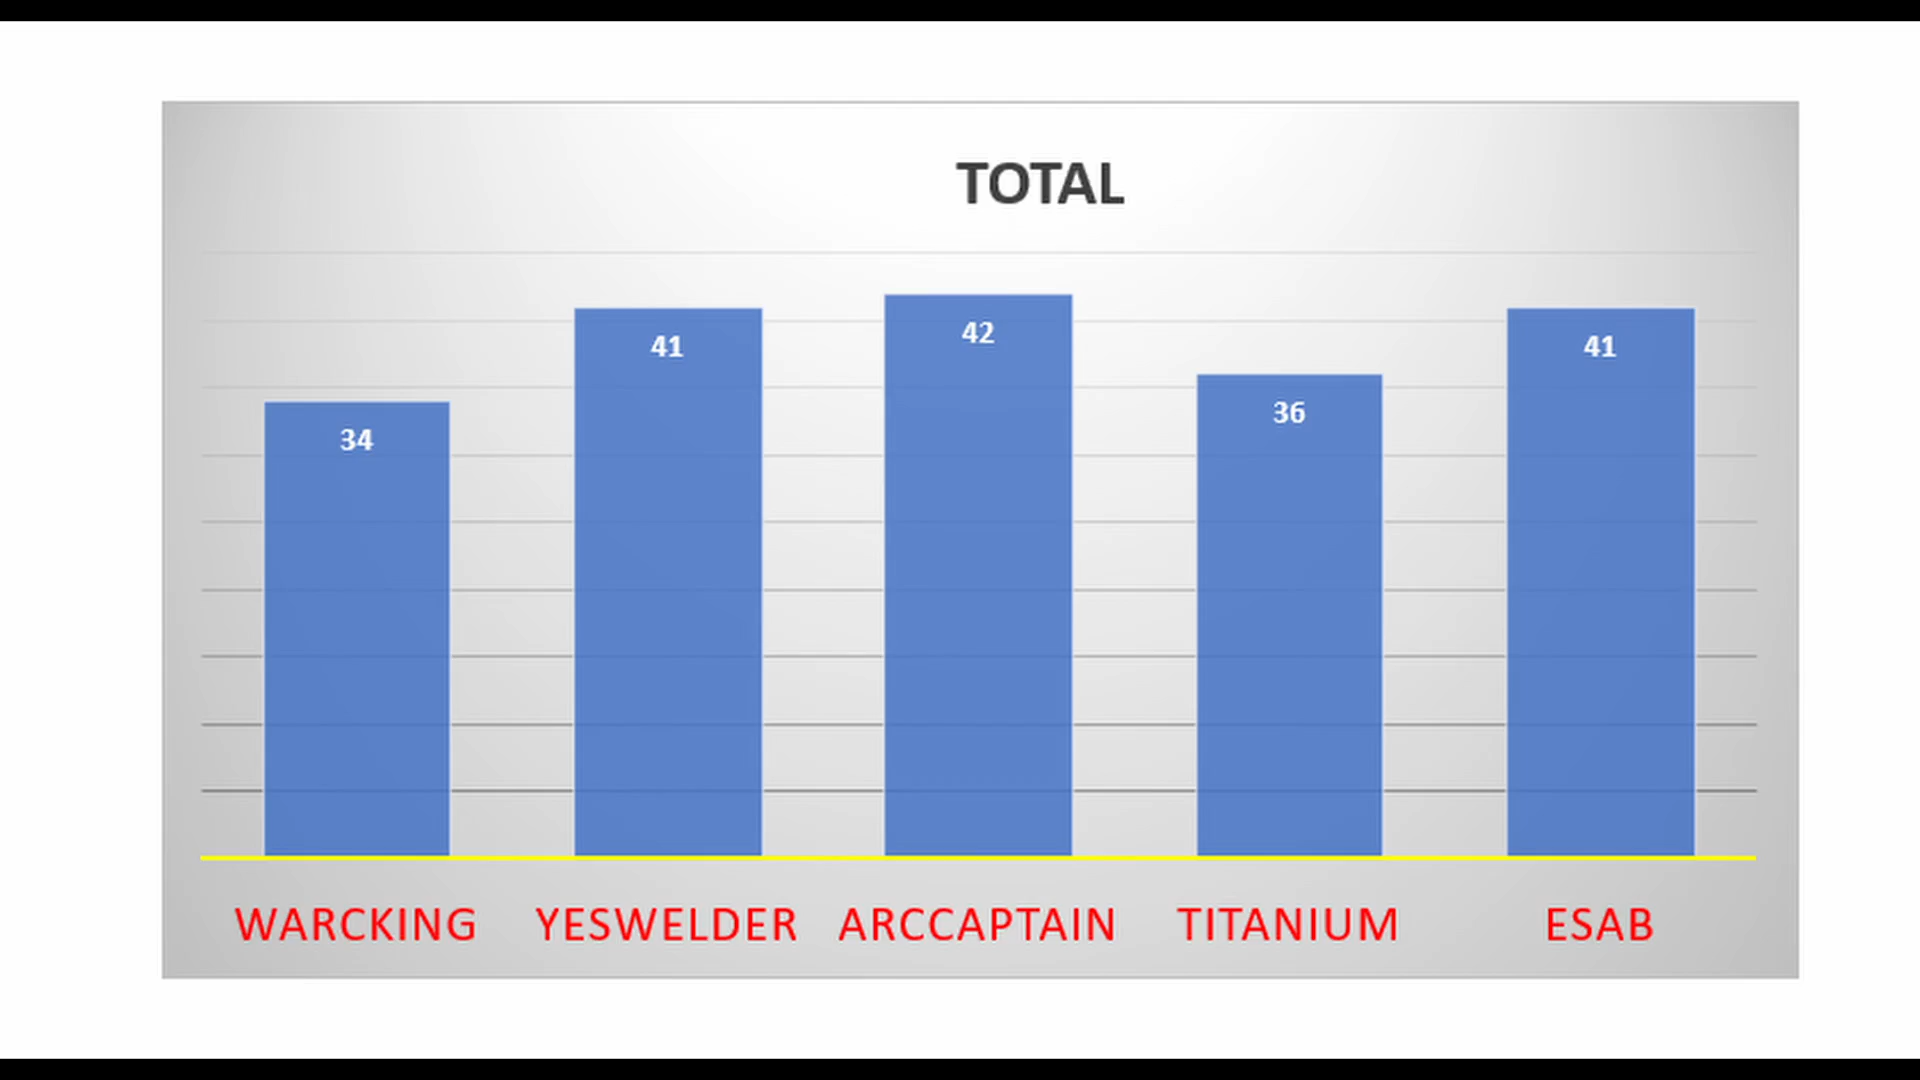 TOTAL
34
41
42
36
41
WARCKING
YESWELDER
ARCCAPTAIN
TITANIUM
ESAB